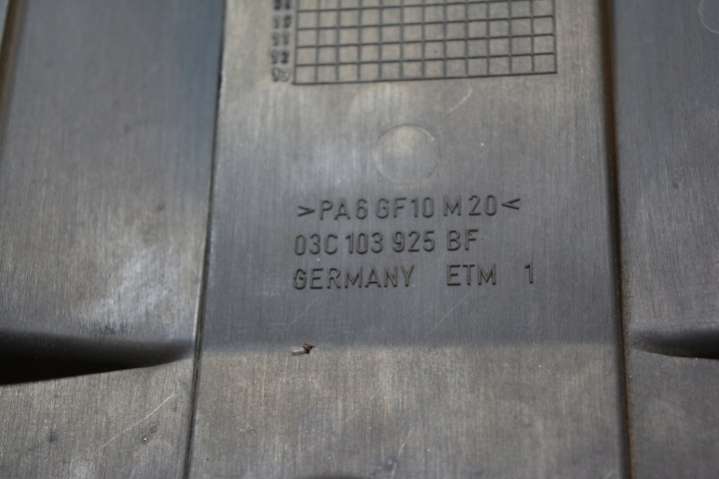 >PA6 GF10 M20<
03C 103 925 BF
GERMANY ETM 1